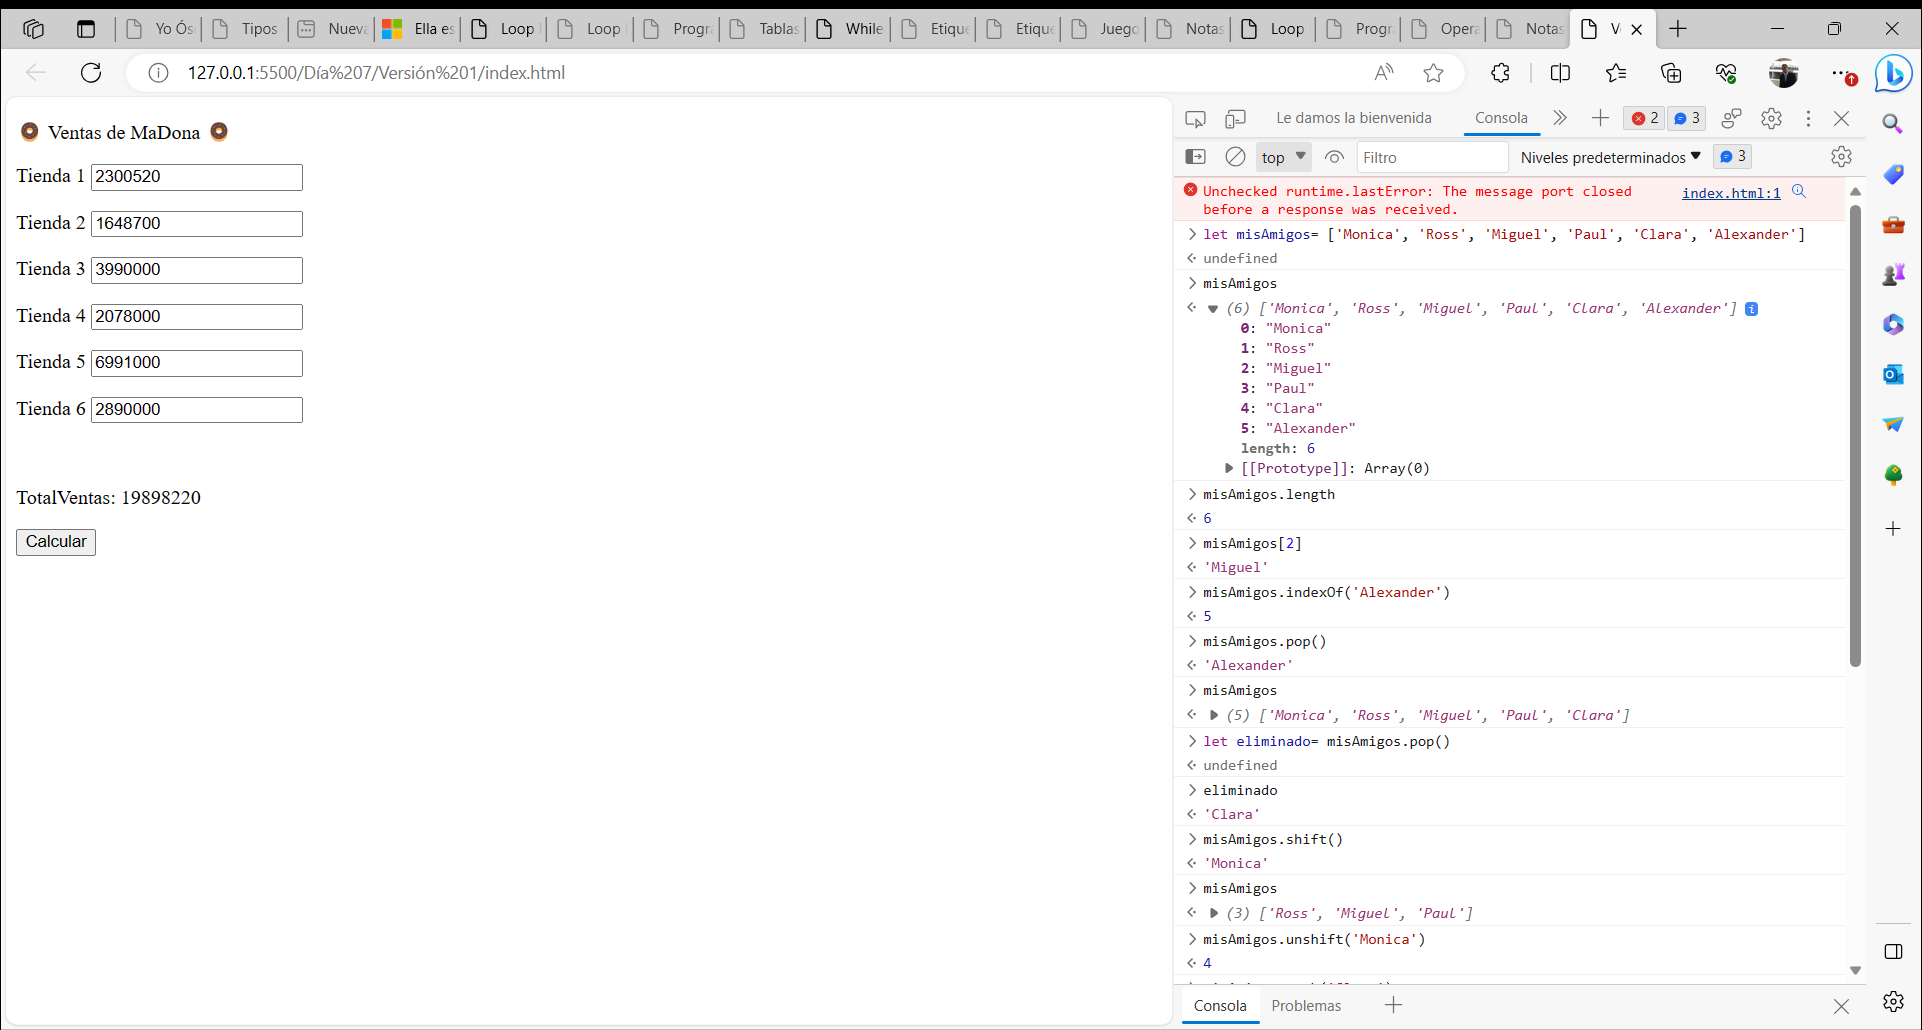 Yo Ós
Tipos
Nueva
Ella es
Loop
Loop
Progra
Tablas
While
Etique
Etique
Juego
Notas
Loop
Progr
Opera
Notas
127.0.0.1:5500/Día%207/Versión%201/index.html
Ventas de MaDona
Tienda 1 2300520
Tienda 2 1648700
Tienda 3 3990000
Tienda 4 2078000
Tienda 5 6991000
Tienda 6 2890000
TotalVentas: 19898220
Calcular
Le damos la bienvenida
Consola
2
3
top
Filtro
Niveles predeterminados
3
Unchecked runtime.lastError: The message port closed
before a response was received.
index.html:1
let misAmigos= ['Monica', 'Ross', 'Miguel', 'Paul', 'Clara', 'Alexander']
undefined
misAmigos
(6) ['Monica', 'Ross', 'Miguel', 'Paul', 'Clara', 'Alexander']
0: "Monica"
1: "Ross"
2: "Miguel"
3: "Paul"
4: "Clara"
5: "Alexander"
length: 6
[[Prototype]]: Array(0)
misAmigos.length
6
misAmigos[2]
'Miguel'
misAmigos.indexOf('Alexander')
5
misAmigos.pop()
'Alexander'
misAmigos
(5) ['Monica', 'Ross', 'Miguel', 'Paul', 'Clara']
let eliminado= misAmigos.pop()
undefined
eliminado
'Clara'
misAmigos.shift()
'Monica'
misAmigos
(3) ['Ross', 'Miguel', 'Paul']
misAmigos.unshift('Monica')
4
Consola
Problemas